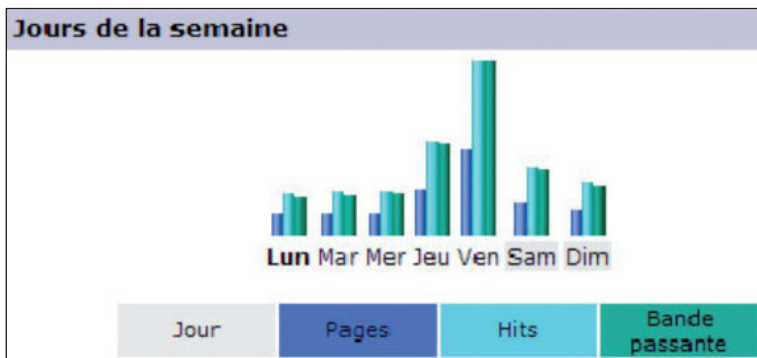 Jours de la semaine
Lun Mar Mer Jeu Ven Sam Dim
Jour Pages Hits Bande
passante